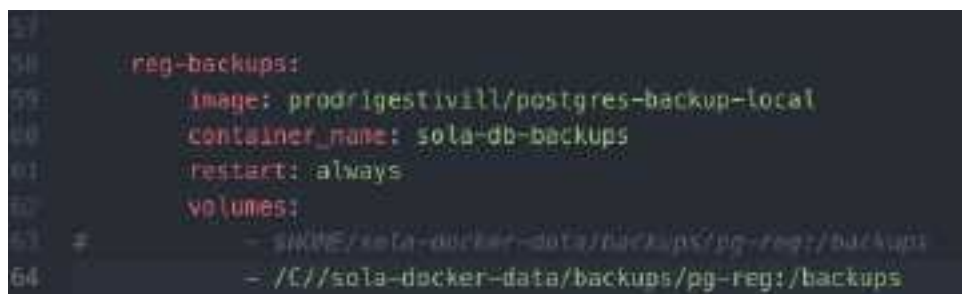 57
58 reg-backups:
59 image: prodrigestivill/postgres-backup-local
60 container_name: sola-db-backups
61 restart: always
62 volumes:
63 # - $HOME/sola-docker-data/backups/pg-reg:/backups
64 - /C//sola-docker-data/backups/pg-reg:/backups